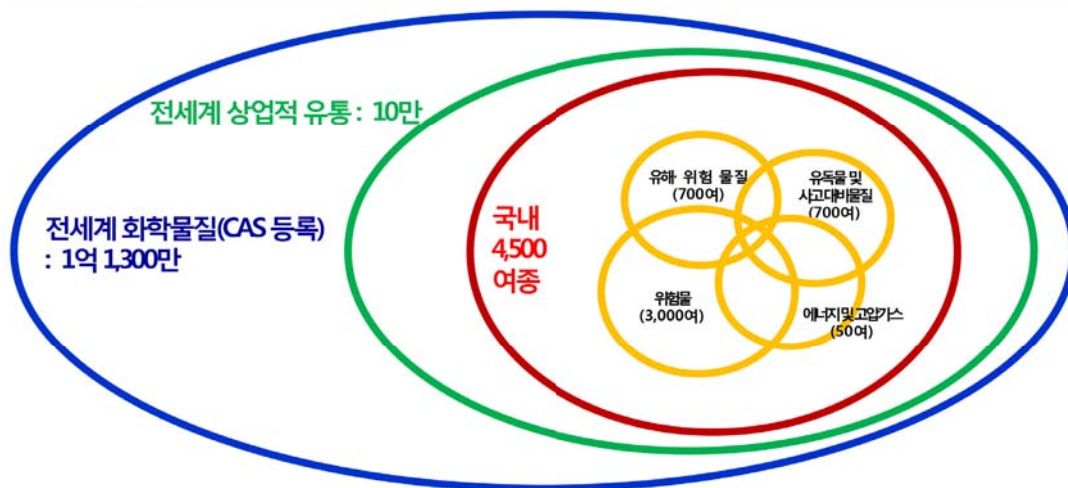 전세계 상업적 유통 : 10만
전세계 화학물질(CAS 등록)
: 1억 1,300만
국내
4,500
여종
유해· 위험 물질
(700여)
유독물 및
사고대비물질
(700여)
위험물
(3,000여)
에너지 및 고압가스
(50여)